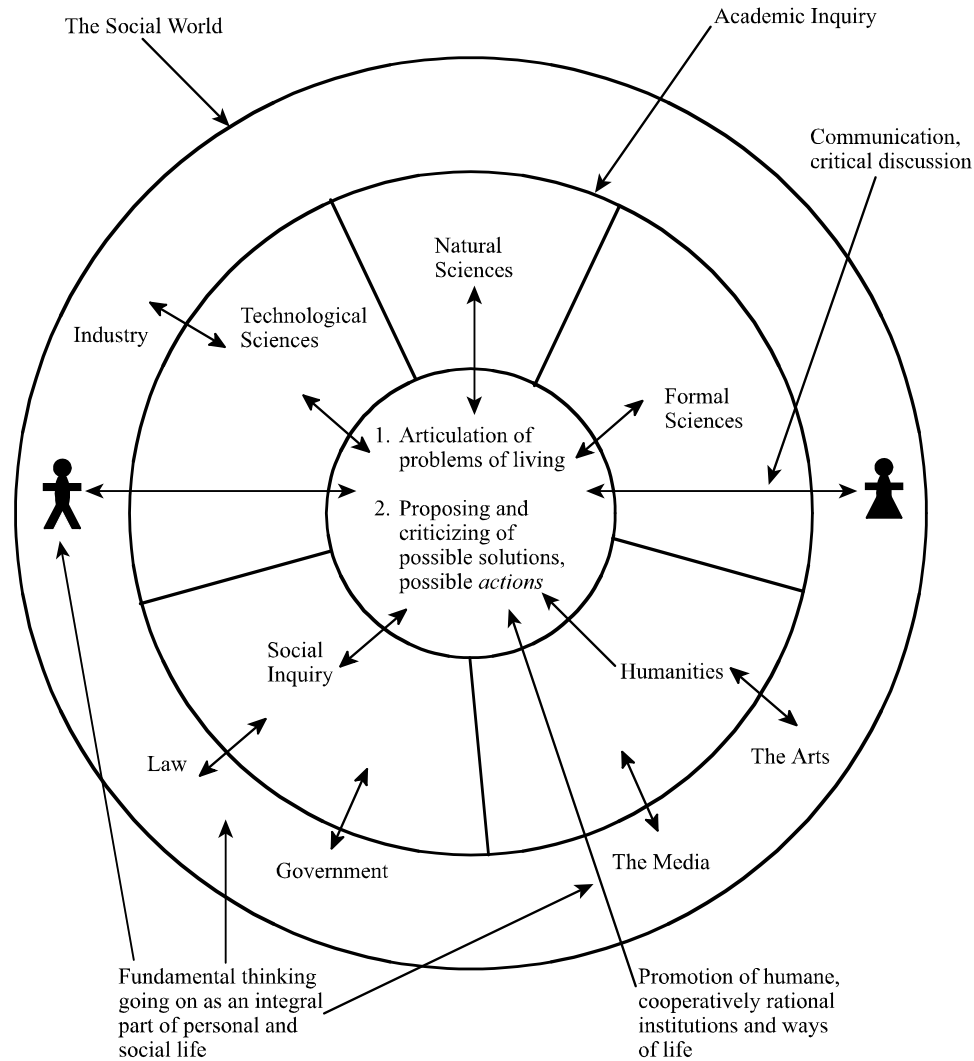 The Social World
Academic Inquiry
Communication,
critical discussion
Natural
Sciences
Technological
Sciences
Industry
Formal
Sciences
1. Articulation of
problems of living
2. Proposing and
criticizing of
possible solutions,
possible actions
Social
Inquiry
Humanities
Law
The Arts
Government
The Media
Fundamental thinking
going on as an integral
part of personal and
social life
Promotion of humane,
cooperatively rational
institutions and ways
of life